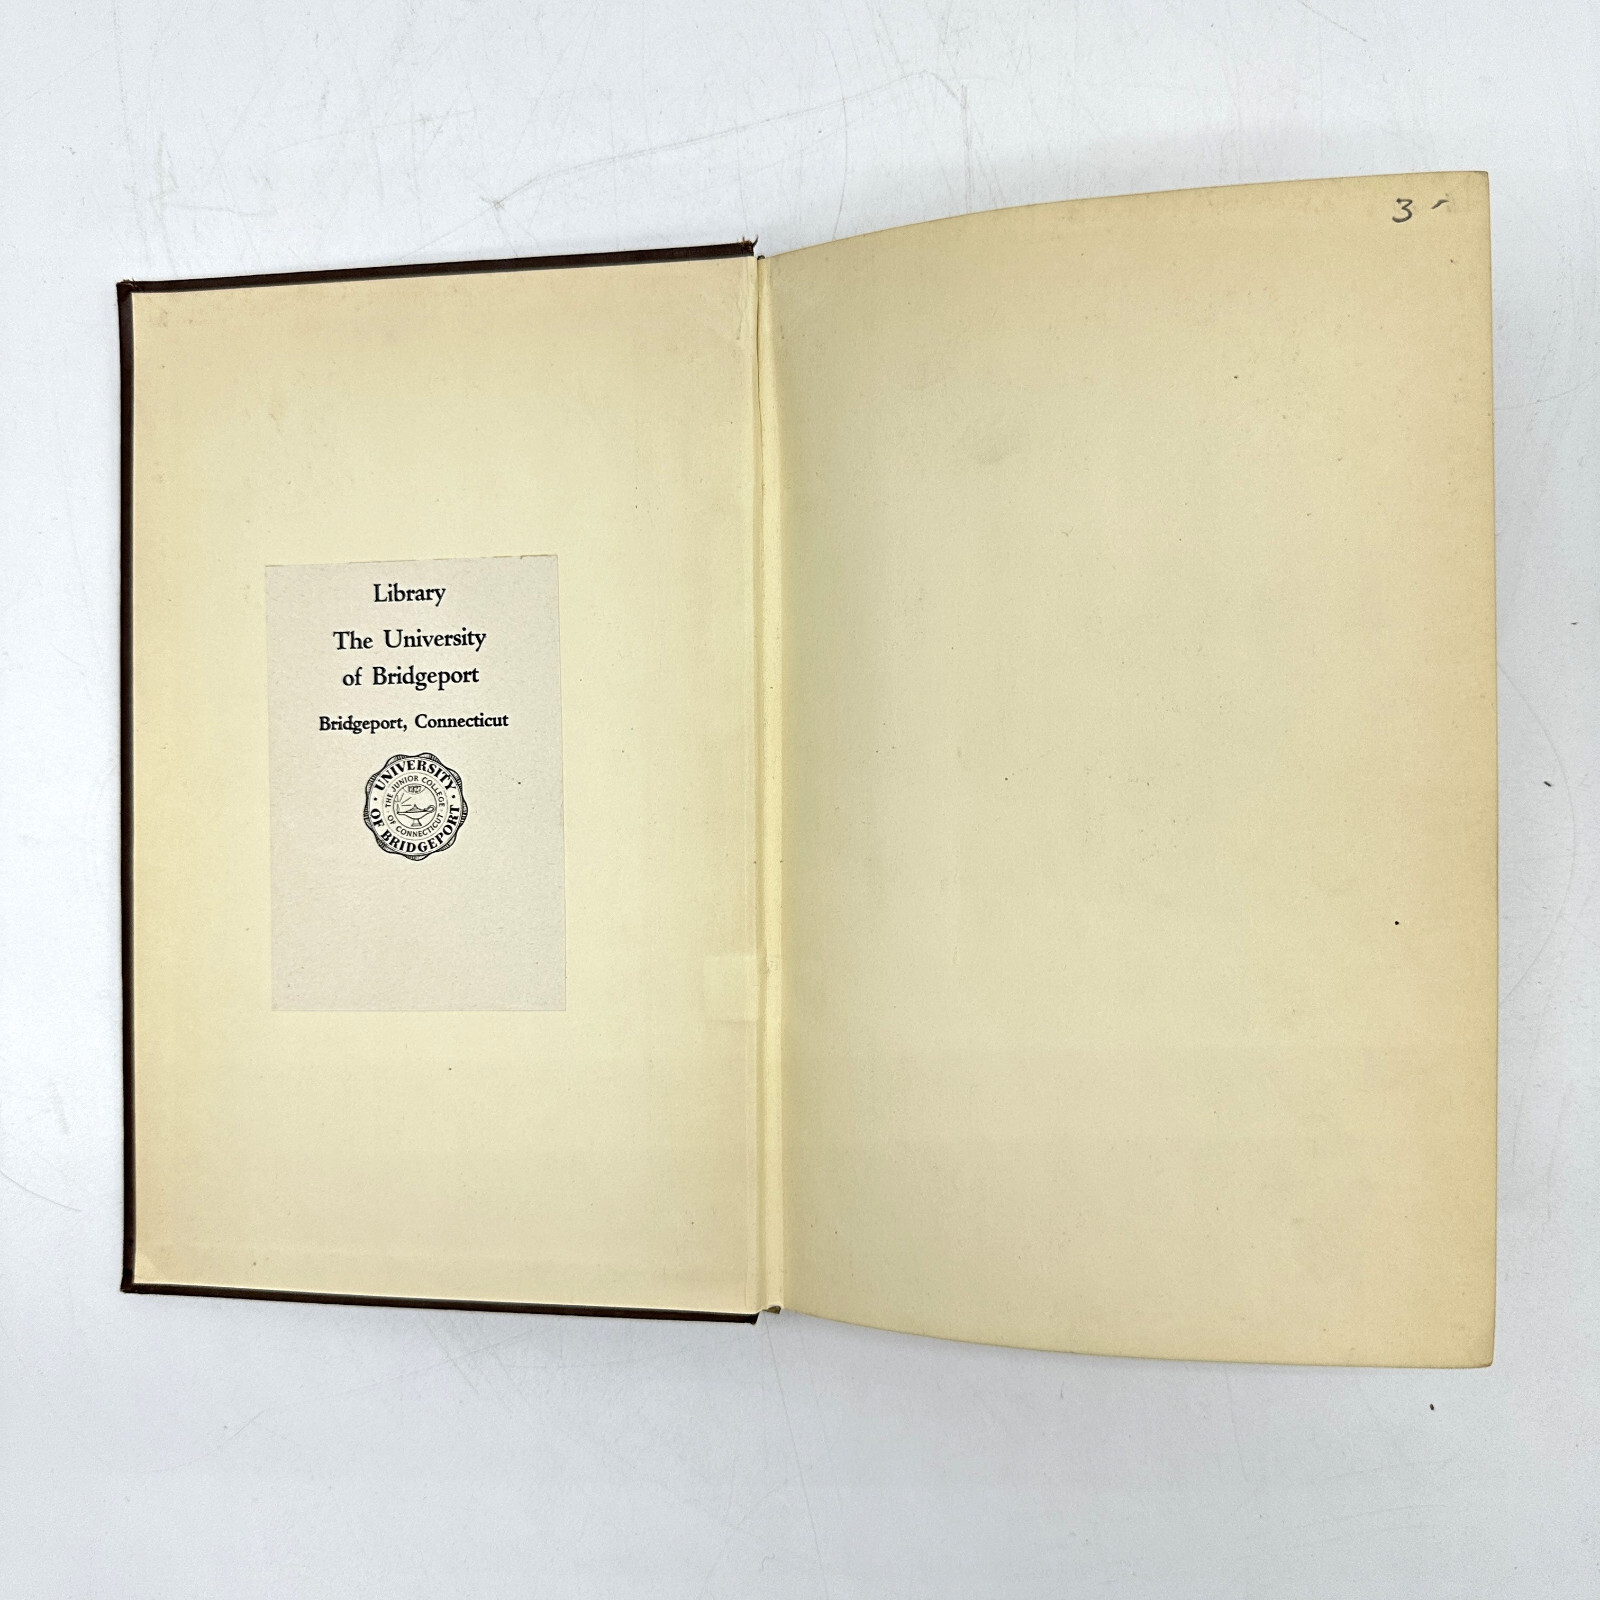 Library
The University
of Bridgeport
Bridgeport, Connecticut
UNIVERSITY
OF BRIDGEPORT
THE JUNIOR COLLEGE
OF CONNECTICUT
3 -